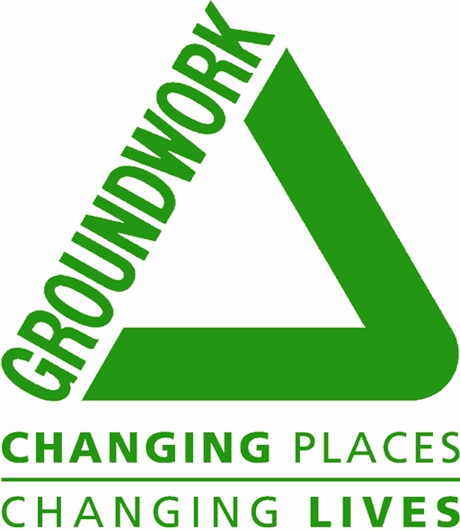 GROUNDWORK
CHANGING PLACES
CHANGING LIVES